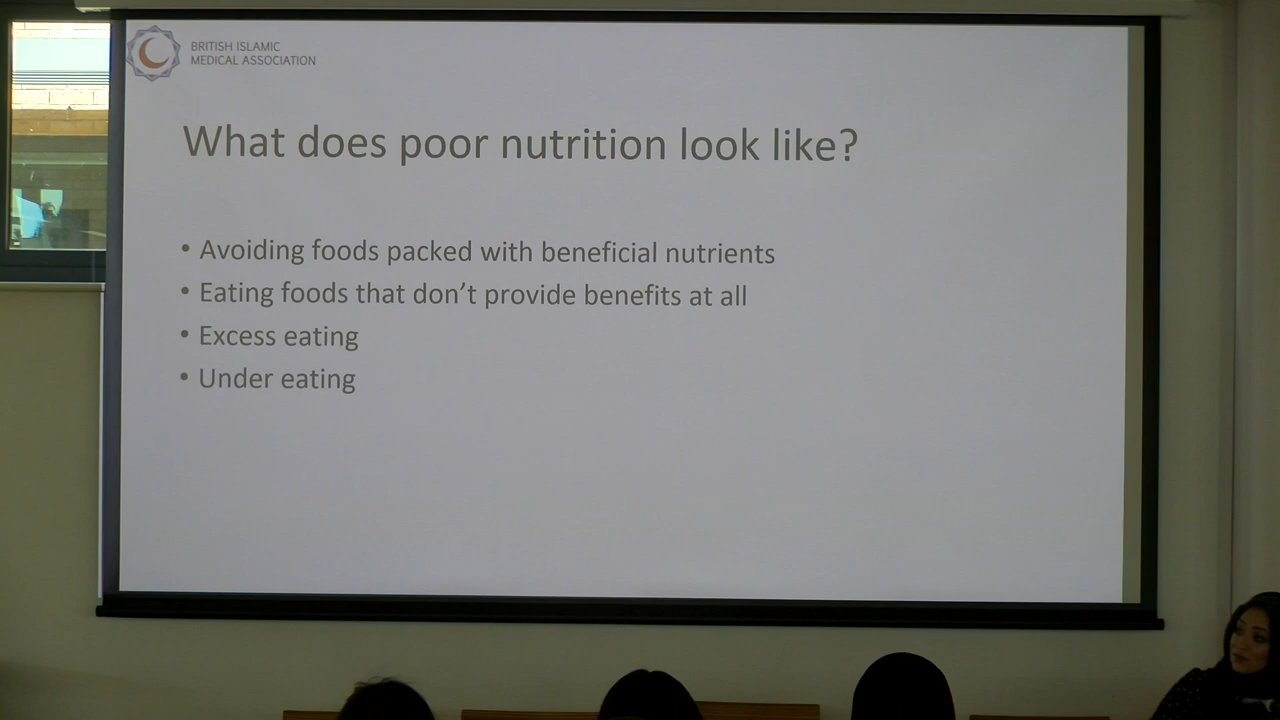 BRITISH ISLAMIC
MEDICAL ASSOCIATION
What does poor nutrition look like?
• Avoiding foods packed with beneficial nutrients
• Eating foods that don’t provide benefits at all
• Excess eating
• Under eating